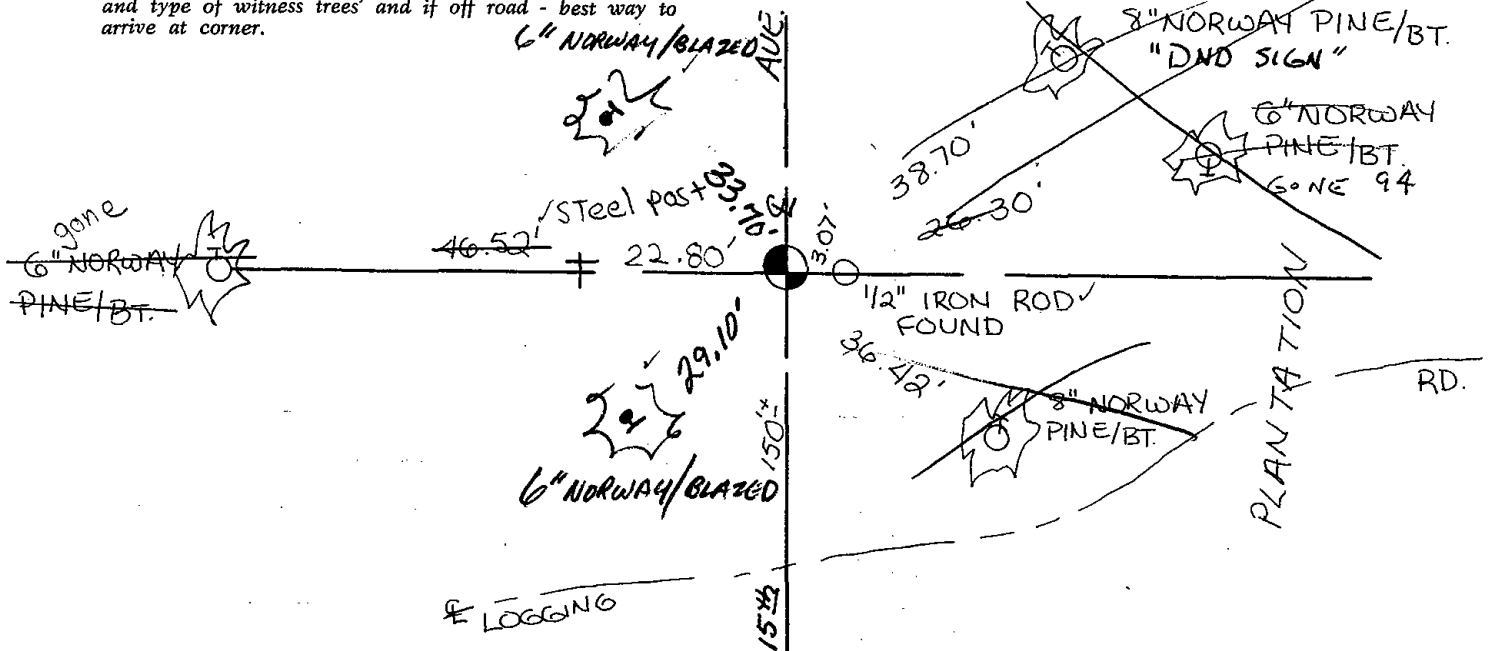 and type of witness trees' and if off road - best way to
arrive at corner.
6" NORWAY/BLAZED
AVE.
8" NORWAY PINE/BT.
"DND SIGN"
6" NORWAY
PINE/BT.
GONE 94
38.70'
26.30'
gone
6" NORWAY
PINE/BT.
46.52'
✓Steel post
33.70'
℄
22.80'
3.07'
1/2" IRON ROD✓
FOUND
29.10'
36.42'
8" NORWAY
PINE/BT.
PLANTATION
RD.
6" NORWAY/BLAZED
150'±
℄ LOGGING
15th